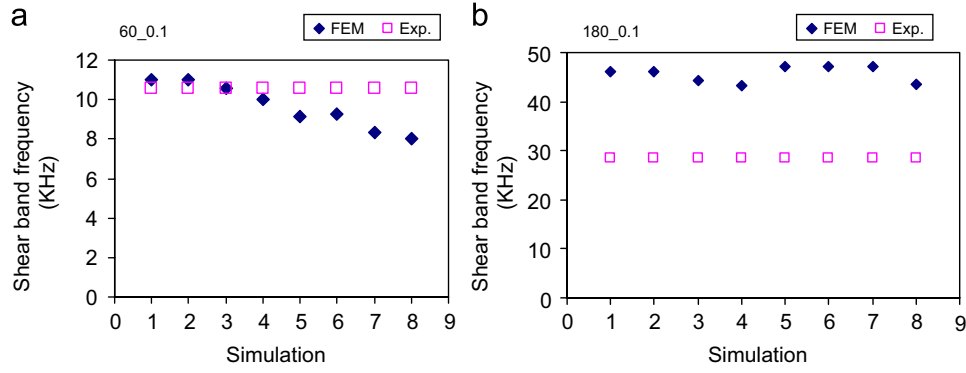 a
60_0.1
FEM
Exp.
Shear band frequency
(KHz)
12
10
8
6
4
2
0
0 1 2 3 4 5 6 7 8 9
Simulation
b
180_0.1
FEM
Exp.
Shear band frequency
(KHz)
50
40
30
20
10
0
0 1 2 3 4 5 6 7 8 9
Simulation